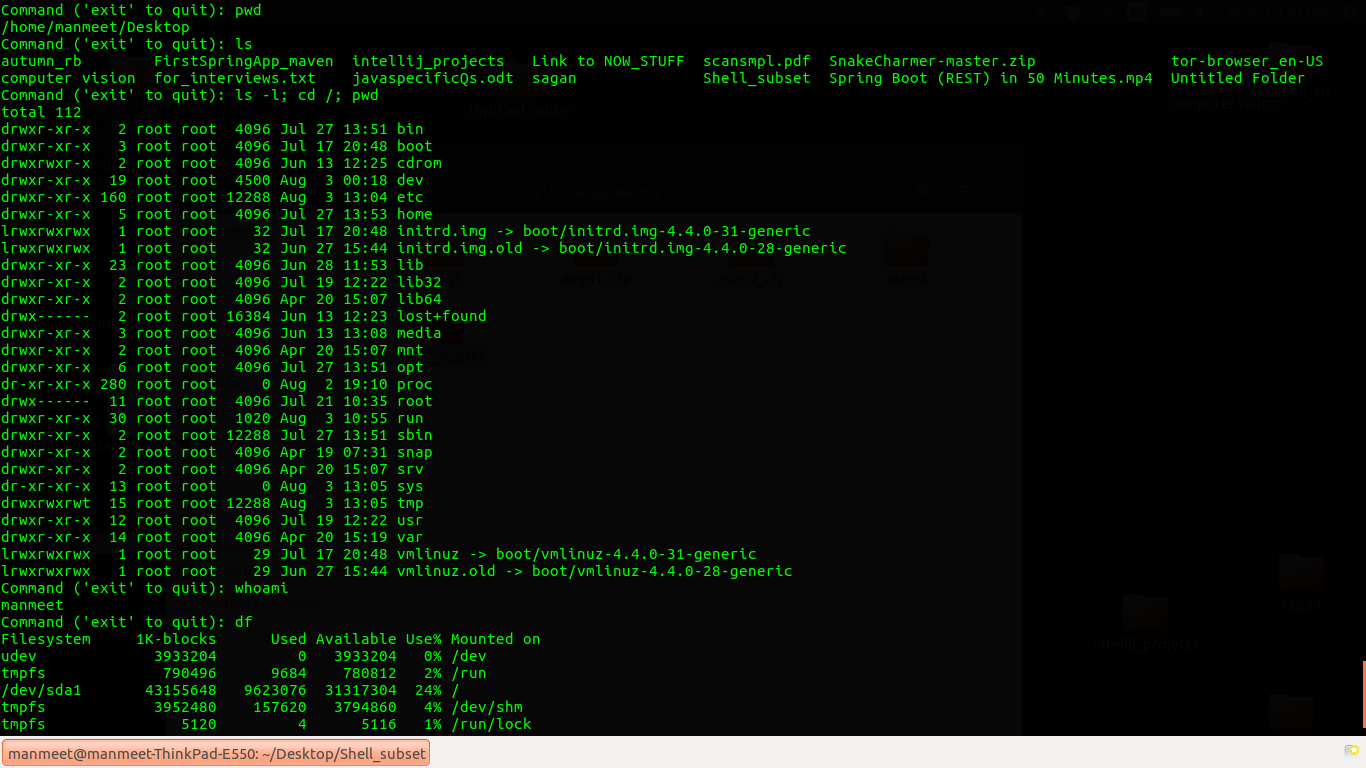 Command ('exit' to quit): pwd
/home/manmeet/Desktop
Command ('exit' to quit): ls
autumn_rb        FirstSpringApp_maven  intellij_projects   Link to NOW_STUFF  scansmpl.pdf  SnakeCharmer-master.zip               tor-browser_en-US
computer vision  for_interviews.txt    javaspecificQs.odt  sagan              Shell_subset  Spring Boot (REST) in 50 Minutes.mp4  Untitled Folder
Command ('exit' to quit): ls -l; cd /; pwd
total 112
drwxr-xr-x   2 root root  4096 Jul 27 13:51 bin
drwxr-xr-x   3 root root  4096 Jul 17 20:48 boot
drwxrwxr-x   2 root root  4096 Jun 13 12:25 cdrom
drwxr-xr-x  19 root root  4500 Aug  3 00:18 dev
drwxr-xr-x 160 root root 12288 Aug  3 13:04 etc
drwxr-xr-x   5 root root  4096 Jul 27 13:53 home
lrwxrwxrwx   1 root root    32 Jul 17 20:48 initrd.img -> boot/initrd.img-4.4.0-31-generic
lrwxrwxrwx   1 root root    32 Jun 27 15:44 initrd.img.old -> boot/initrd.img-4.4.0-28-generic
drwxr-xr-x  23 root root  4096 Jun 28 11:53 lib
drwxr-xr-x   2 root root  4096 Jul 19 12:22 lib32
drwxr-xr-x   2 root root  4096 Apr 20 15:07 lib64
drwx------   2 root root 16384 Jun 13 12:23 lost+found
drwxr-xr-x   3 root root  4096 Jun 13 13:08 media
drwxr-xr-x   2 root root  4096 Apr 20 15:07 mnt
drwxr-xr-x   6 root root  4096 Jul 27 13:51 opt
dr-xr-xr-x 280 root root     0 Aug  2 19:10 proc
drwx------  11 root root  4096 Jul 21 10:35 root
drwxr-xr-x  30 root root  1020 Aug  3 10:55 run
drwxr-xr-x   2 root root 12288 Jul 27 13:51 sbin
drwxr-xr-x   2 root root  4096 Apr 19 07:31 snap
drwxr-xr-x   2 root root  4096 Apr 20 15:07 srv
dr-xr-xr-x  13 root root     0 Aug  3 13:05 sys
drwxrwxrwt  15 root root 12288 Aug  3 13:05 tmp
drwxr-xr-x  12 root root  4096 Jul 19 12:22 usr
drwxr-xr-x  14 root root  4096 Apr 20 15:19 var
lrwxrwxrwx   1 root root    29 Jul 17 20:48 vmlinuz -> boot/vmlinuz-4.4.0-31-generic
lrwxrwxrwx   1 root root    29 Jun 27 15:44 vmlinuz.old -> boot/vmlinuz-4.4.0-28-generic
Command ('exit' to quit): whoami
manmeet
Command ('exit' to quit): df
Filesystem     1K-blocks      Used Available Use% Mounted on
udev             3933204         0   3933204   0% /dev
tmpfs             790496      9684    780812   2% /run
/dev/sda1       43155648   9623076  31317304  24% /
tmpfs            3952480    157620   3794860   4% /dev/shm
tmpfs               5120         4      5116   1% /run/lock
computer vision
Untitled Folder
sagan
intellij_projects
manmeet@manmeet-ThinkPad-E550: ~/Desktop/Shell_subset